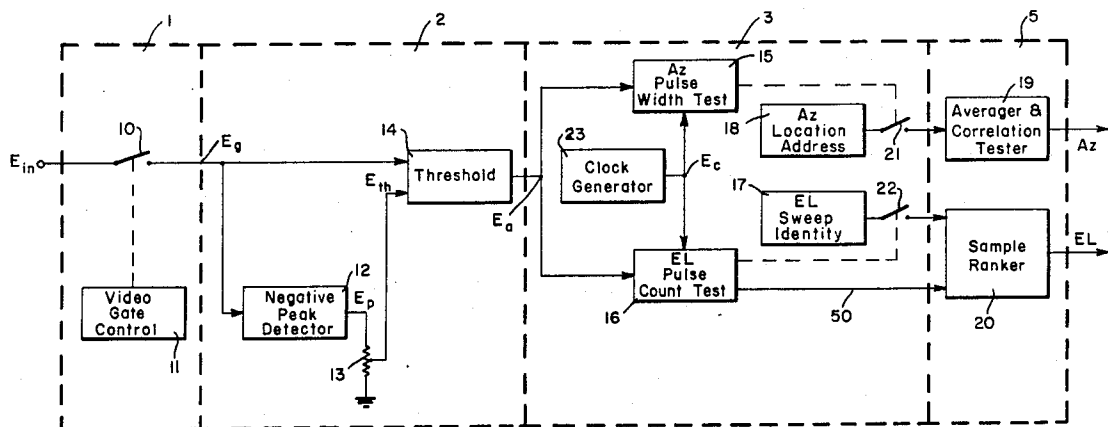 1
2
3
5
10
E_in
E_g
Video
Gate
Control
11
14
Threshold
E_th
E_a
12
Negative
Peak
Detector
E_p
13
15
Az
Pulse
Width Test
23
Clock
Generator
E_c
18
Az
Location
Address
21
17
EL
Sweep
Identity
22
EL
Pulse
Count Test
16
50
19
Averager &
Correlation
Tester
Az
Sample
Ranker
20
EL